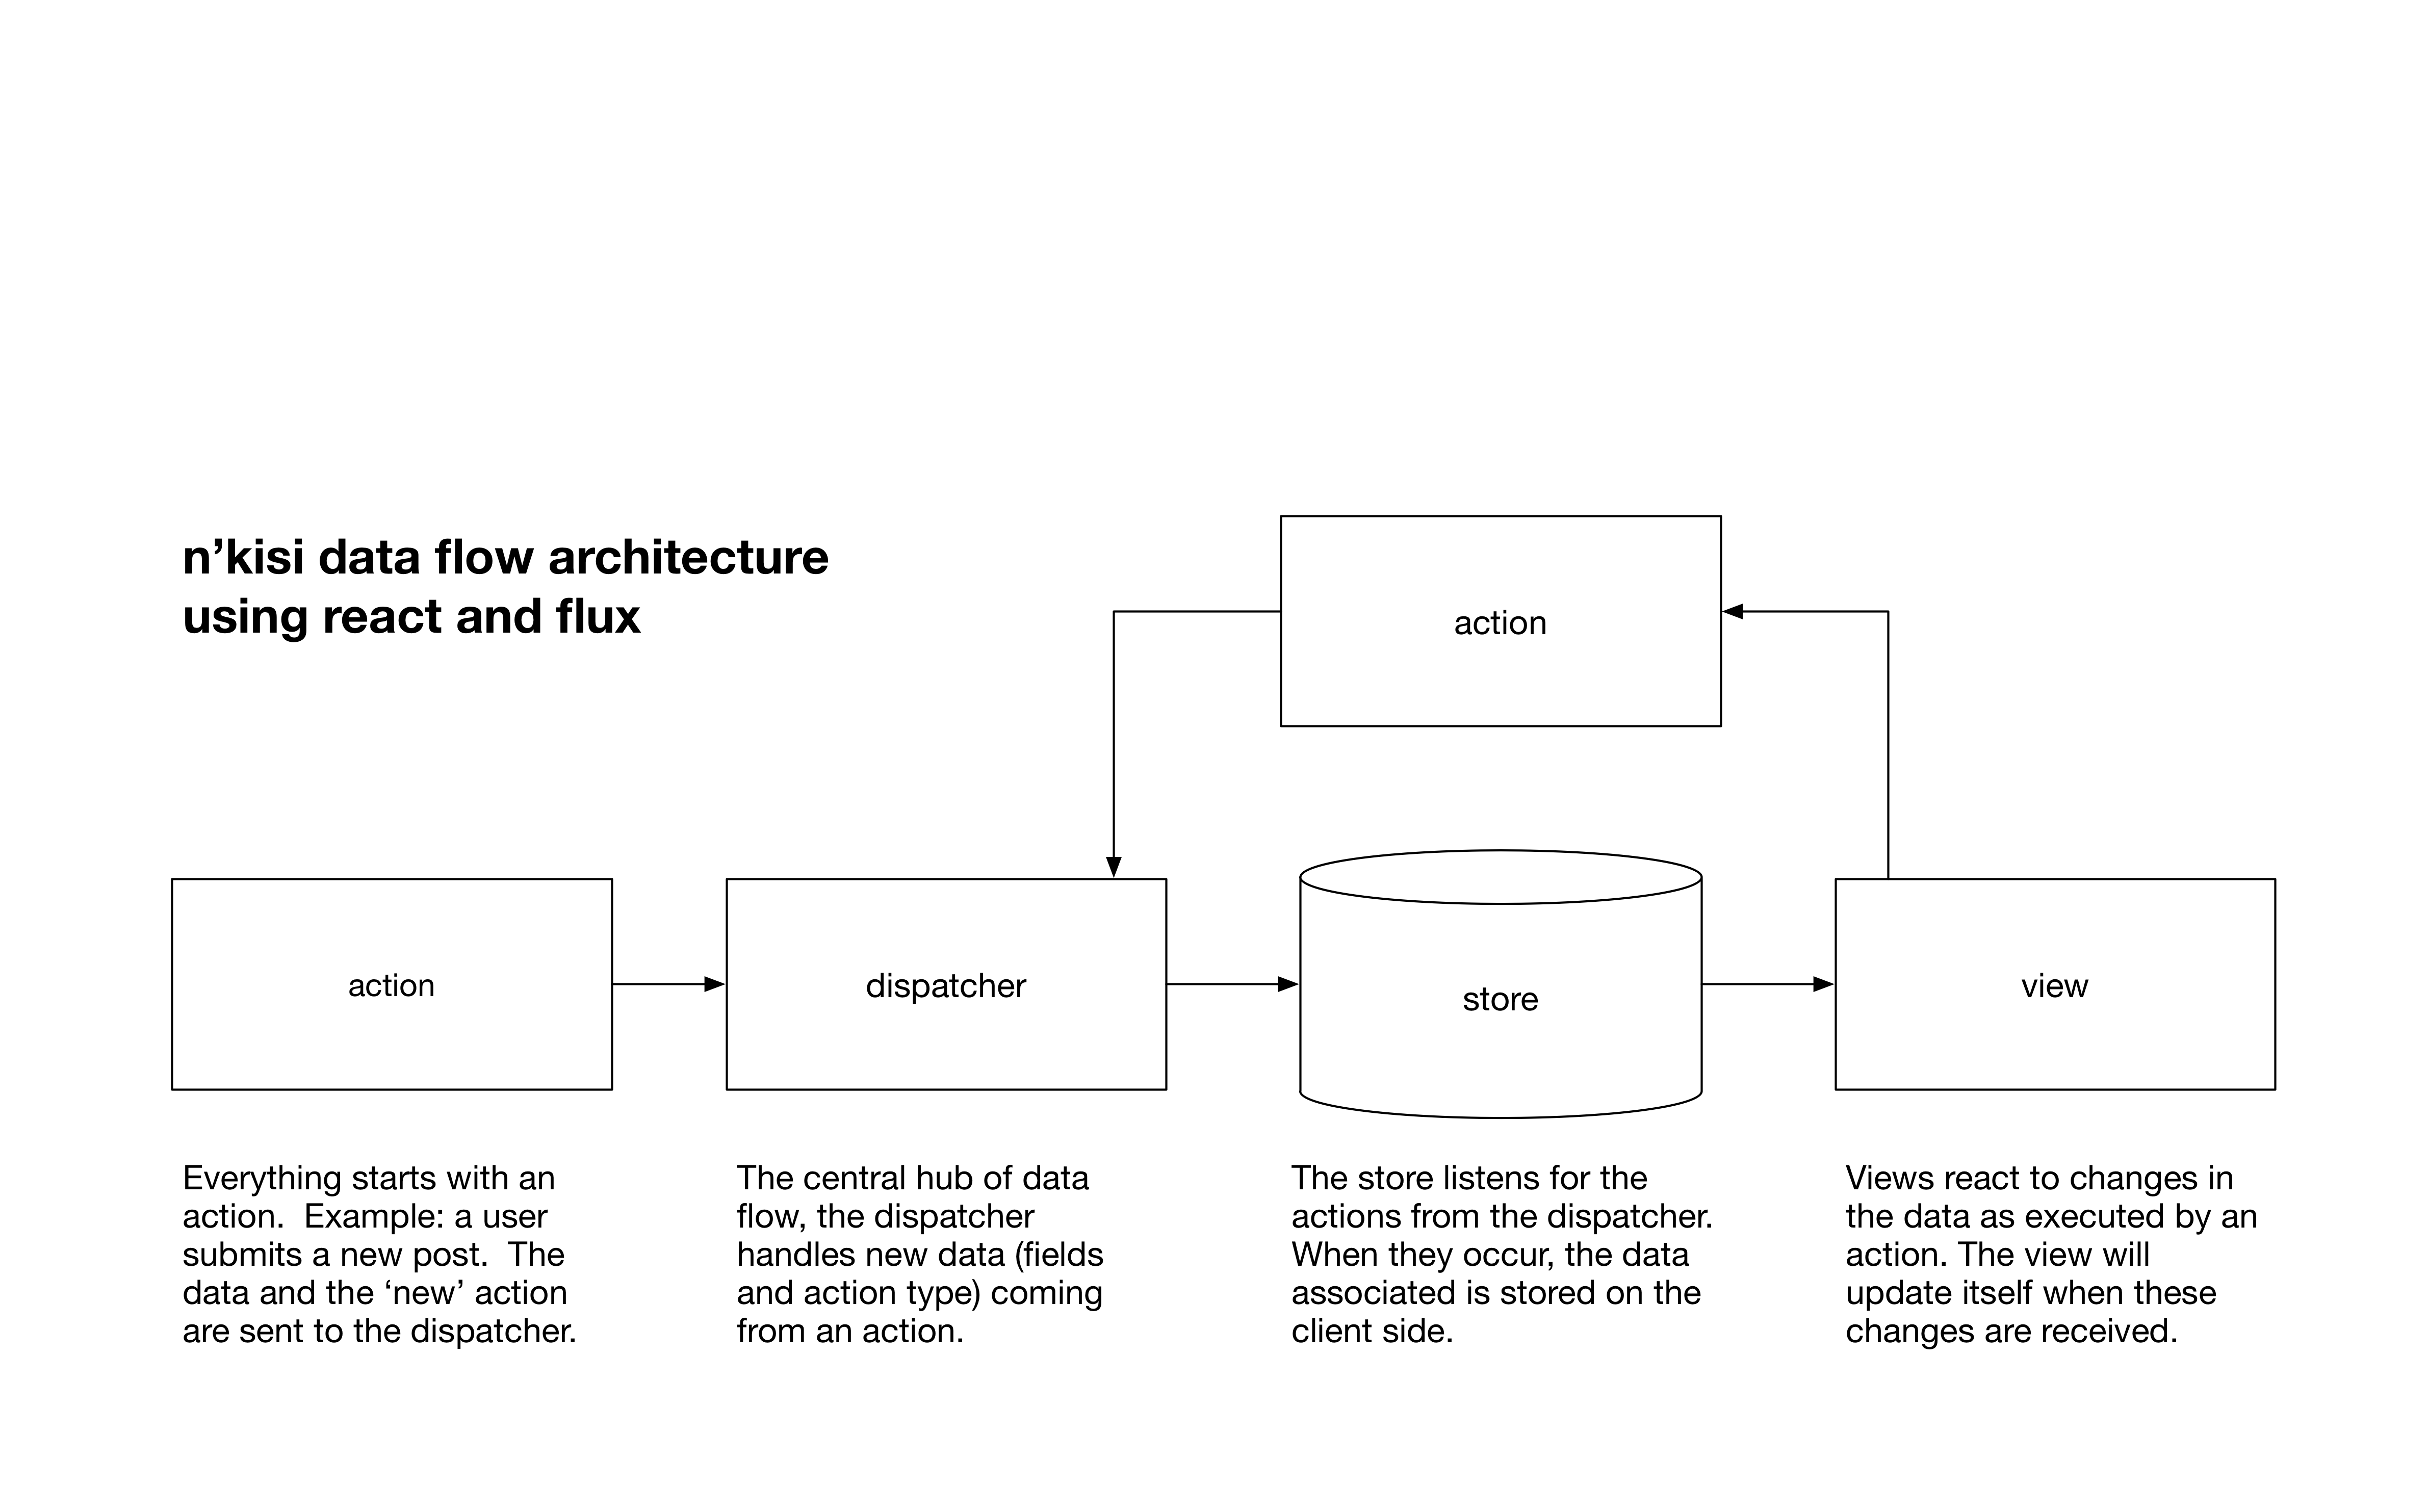 n’kisi data flow architecture
using react and flux
action
action
dispatcher
store
view
Everything starts with an
action.  Example: a user
submits a new post.  The
data and the ‘new’ action
are sent to the dispatcher.
The central hub of data
flow, the dispatcher
handles new data (fields
and action type) coming
from an action.
The store listens for the
actions from the dispatcher.
When they occur, the data
associated is stored on the
client side.
Views react to changes in
the data as executed by an
action. The view will
update itself when these
changes are received.